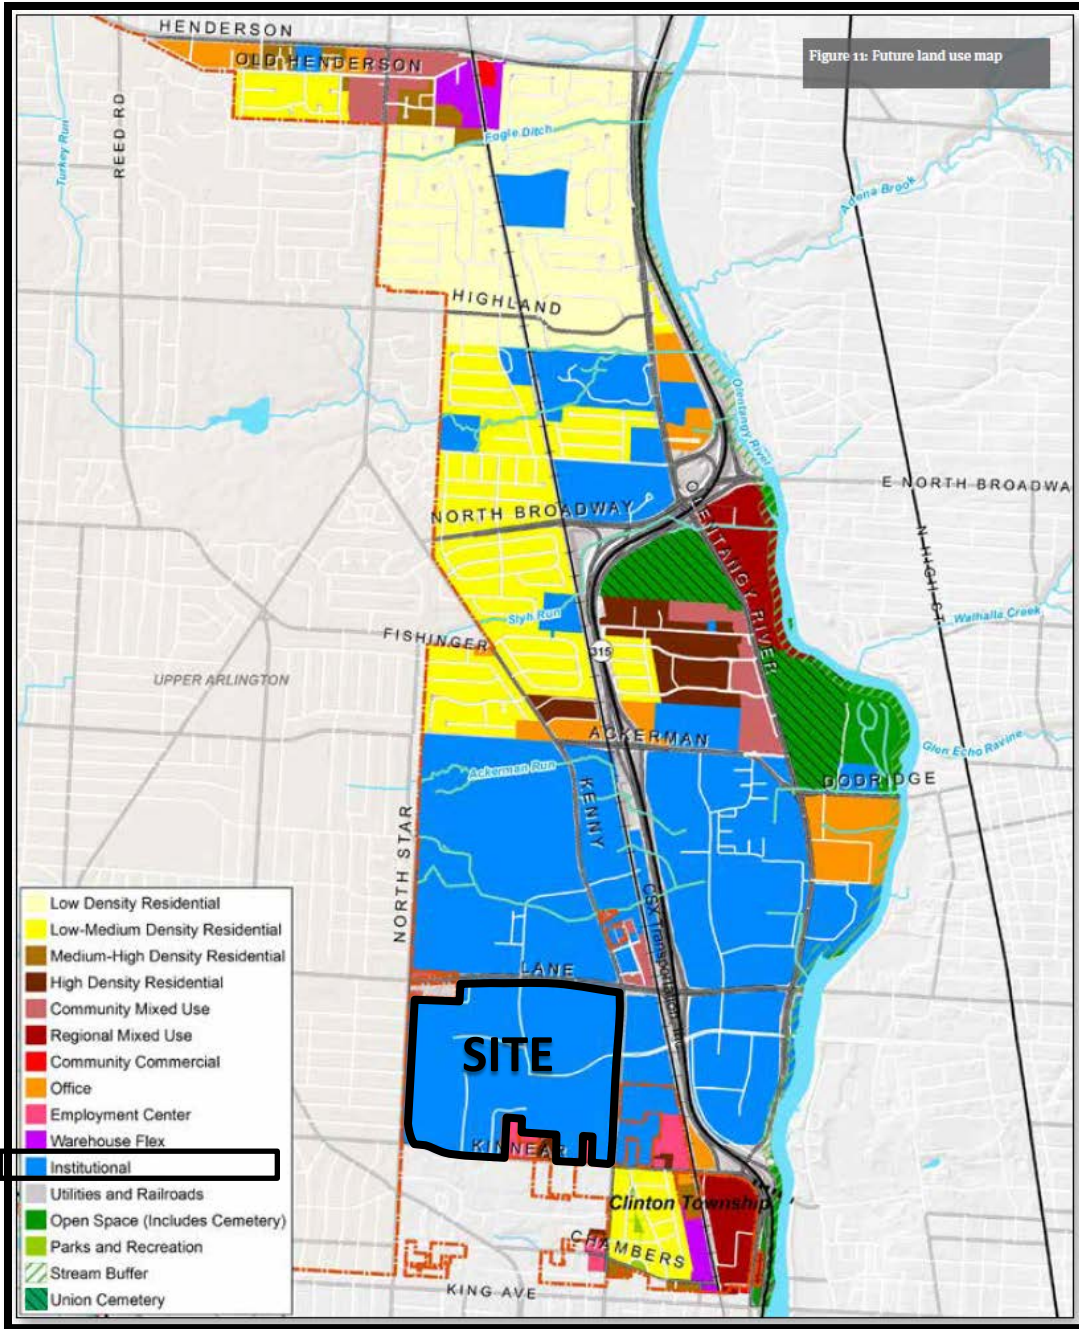 HENDERSON
OLD HENDERSON
Figure 11: Future land use map
REED RD
Turkey Run
Fogle Ditch
Adena Brook
HIGHLAND
Olentangy River
E NORTH BROADWA
NORTH BROADWAY
OLENTANGY RIVER
N HIGH ST
Slyh Run
Walhalla Creek
FISHINGER
315
UPPER ARLINGTON
ACKERMAN
Glen Echo Ravine
Ackerman Run
DODRIDGE
KENNY
NORTH STAR
CSX Transportation Inc
LANE
SITE
KINNEAR
Clinton Township
CHAMBERS
KING AVE
Low Density Residential
Low-Medium Density Residential
Medium-High Density Residential
High Density Residential
Community Mixed Use
Regional Mixed Use
Community Commercial
Office
Employment Center
Warehouse Flex
Institutional
Utilities and Railroads
Open Space (Includes Cemetery)
Parks and Recreation
Stream Buffer
Union Cemetery